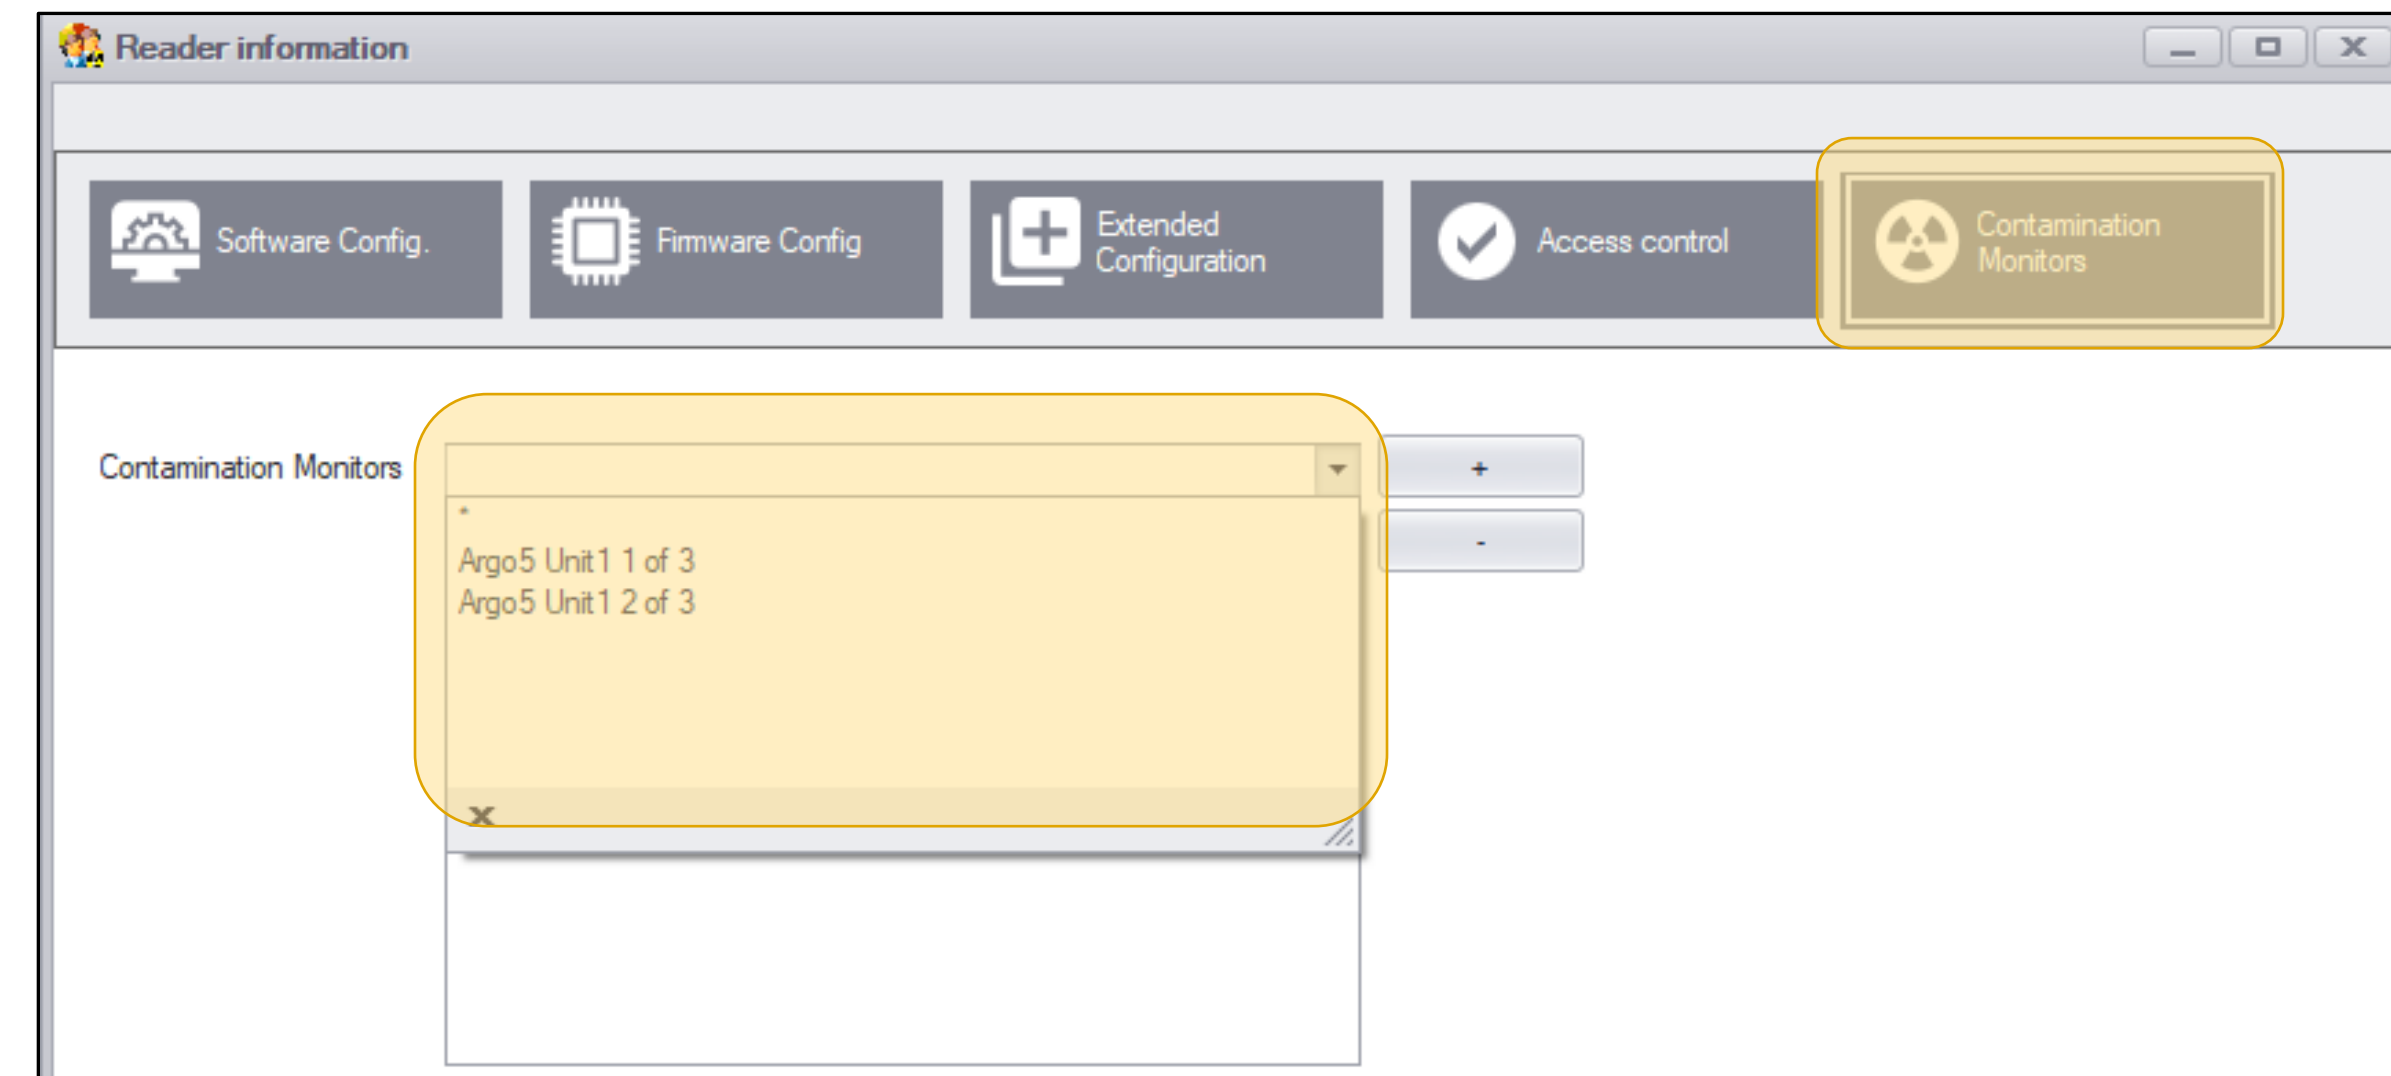 Reader information
Software Config.
Firmware Config
Extended
Configuration
Access control
Contamination
Monitors
Contamination Monitors
+
*
-
Argo5 Unit1 1 of 3
Argo5 Unit1 2 of 3